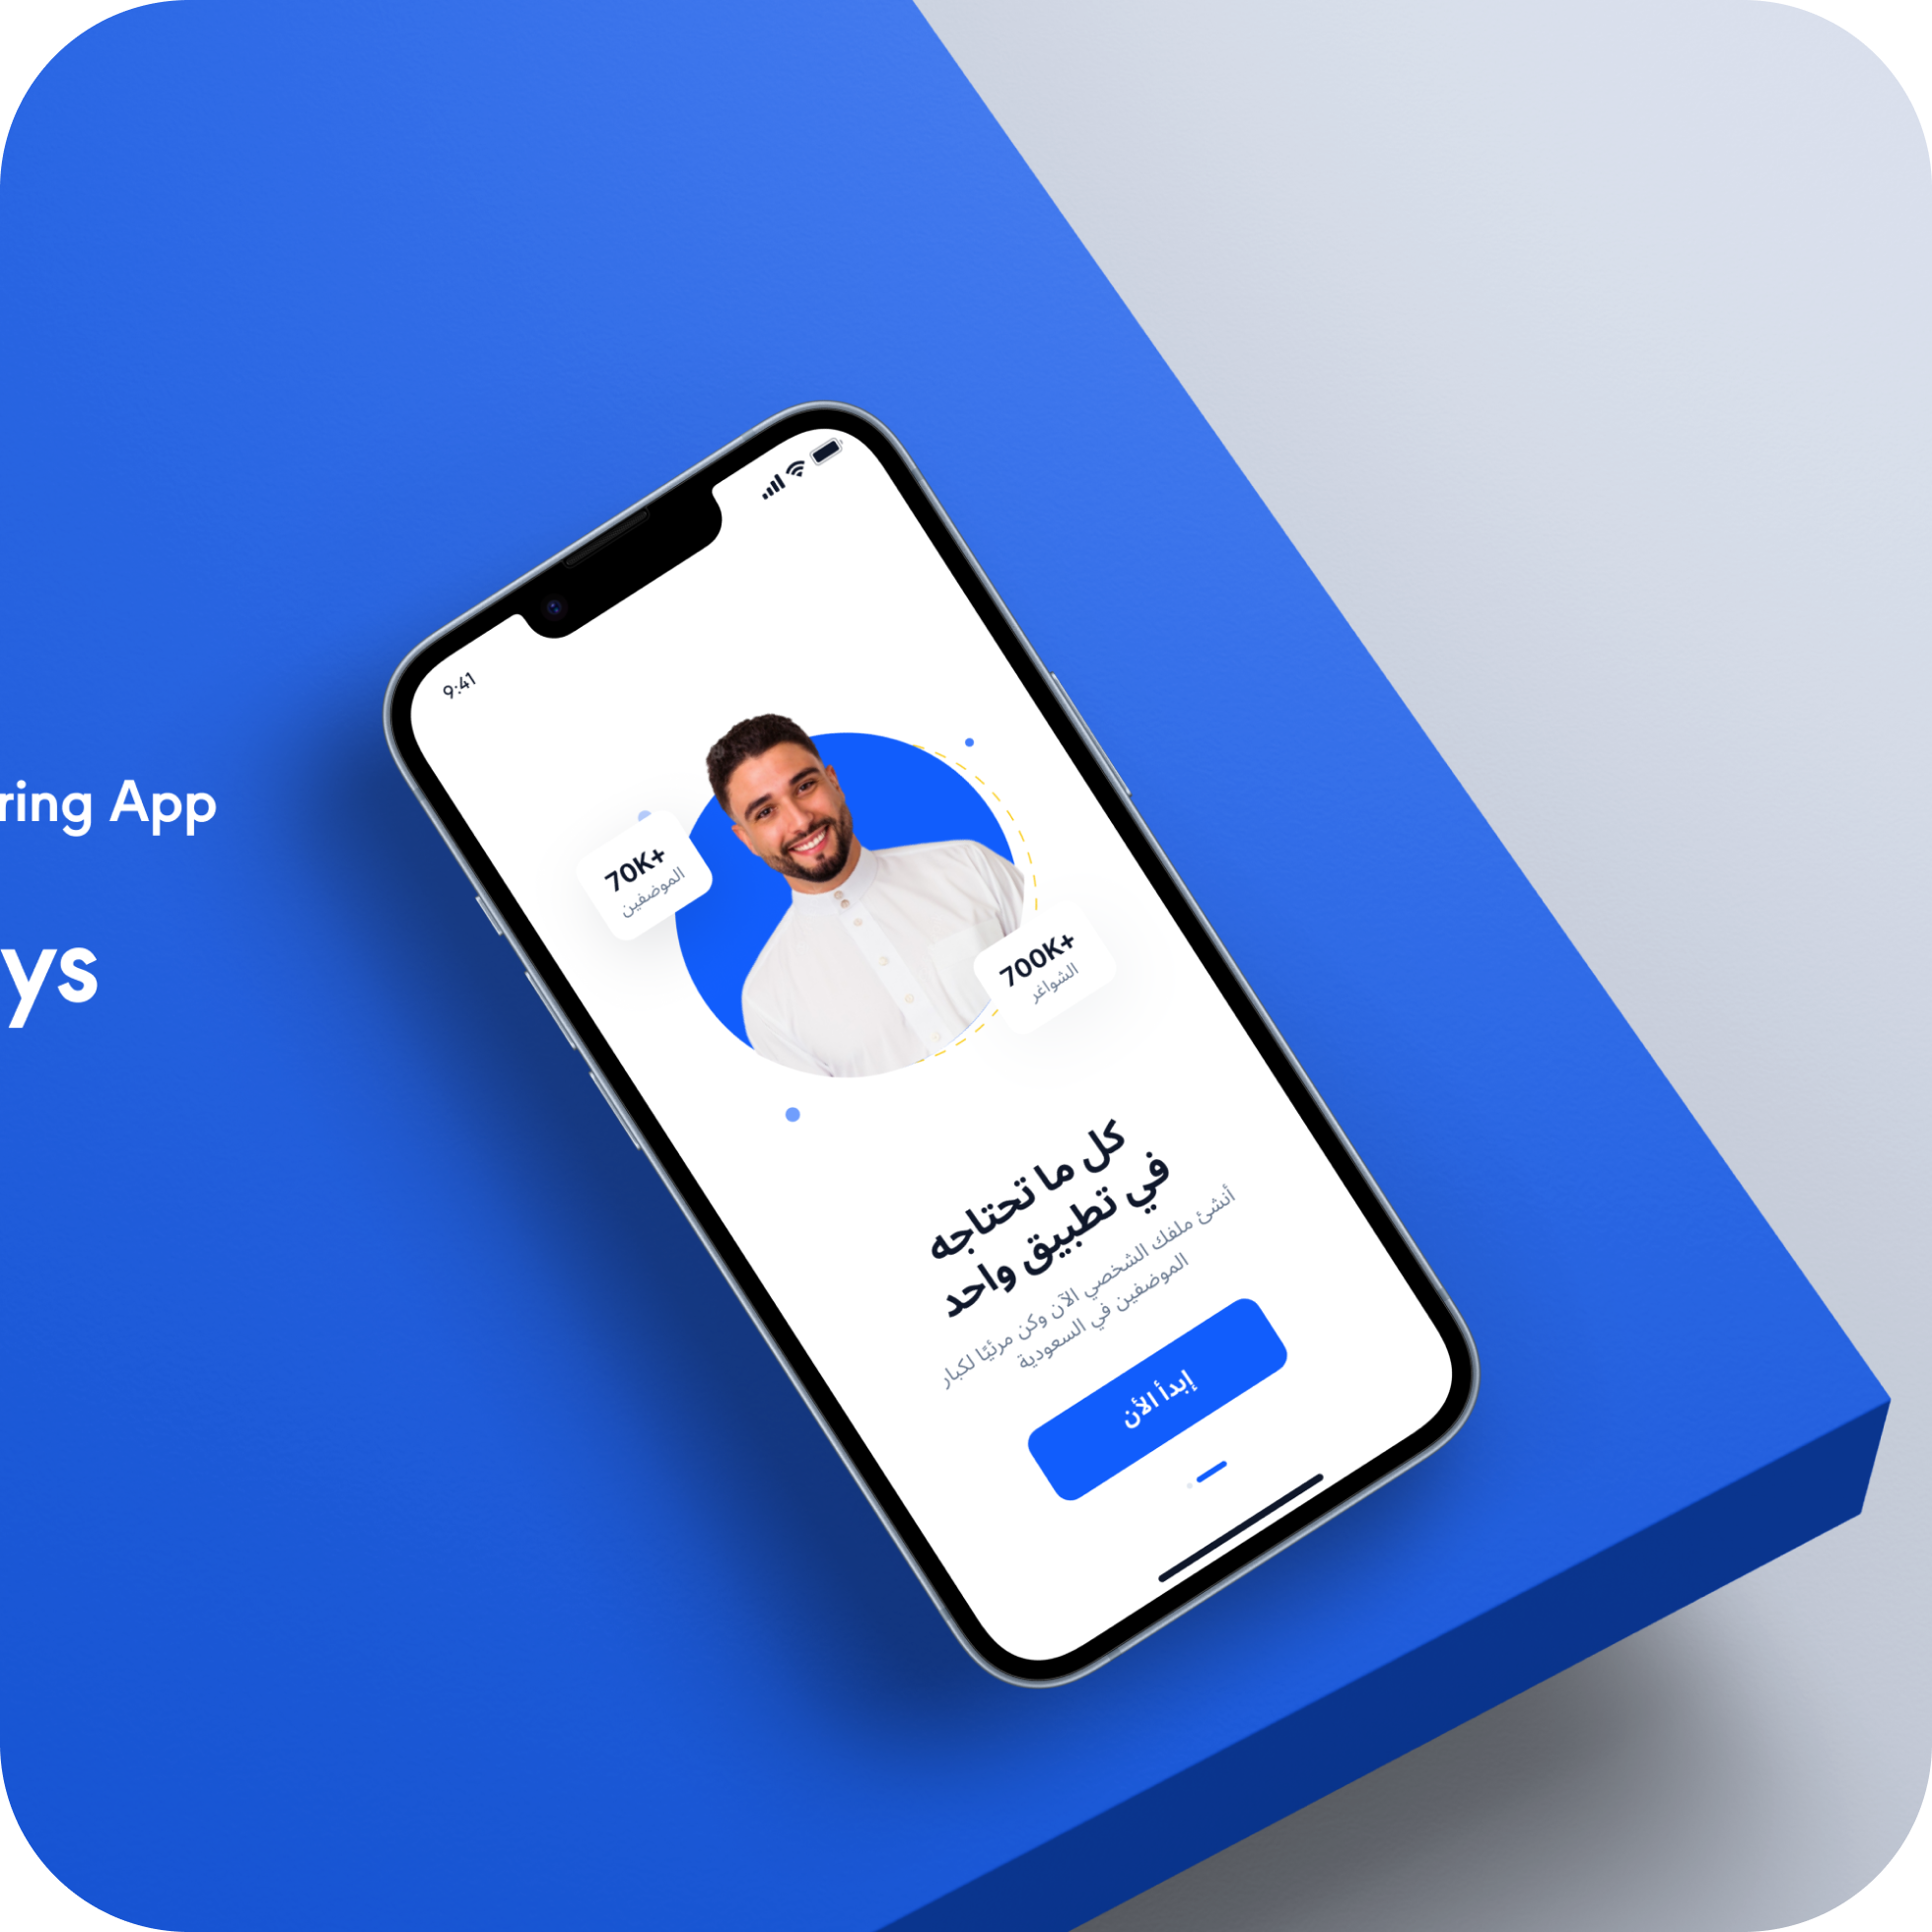 ring App
ys
9:41
70K+
الموضفين
700K+
الشواغر
كل ما تحتاجه
في تطبيق واحد
أنشئ ملفك الشخصي الآن وكن مرئيًا لكبار
الموضفين في السعودية
إبدأ الأن